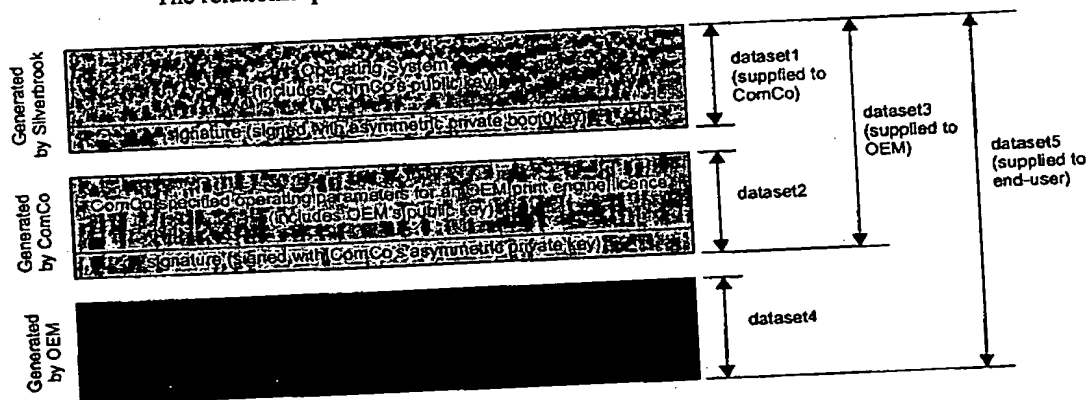 The relations
Generated
by Silverbrook
Operating System
(includes ComCo's public key)
signature (signed with asymmetric private boot0key)
dataset1
(supplied to
ComCo)
dataset3
(supplied to
OEM)
dataset5
(supplied to
end-user)
Generated
by ComCo
ComCo specified operating parameters for an OEM print engine licence
(includes OEM's public key)
signature (signed with ComCo's asymmetric private key)
dataset2
Generated
by OEM
dataset4